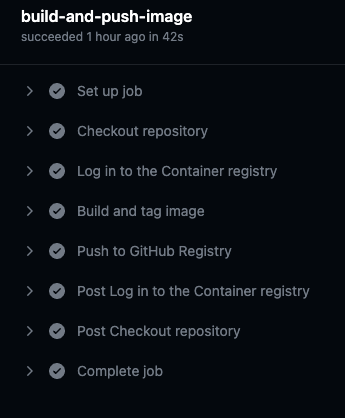 build-and-push-image
succeeded 1 hour ago in 42s
Set up job
Checkout repository
Log in to the Container registry
Build and tag image
Push to GitHub Registry
Post Log in to the Container registry
Post Checkout repository
Complete job